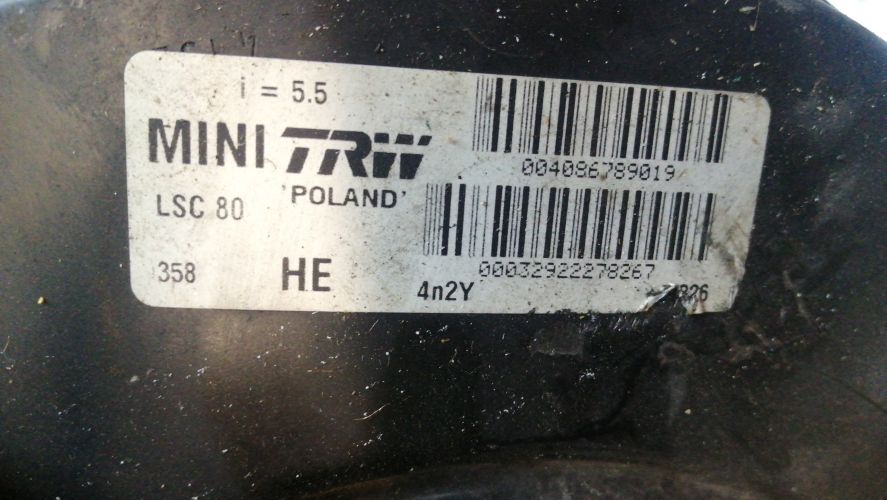 i = 5.5
MINI TRW
004086789019
LSC 80 'POLAND'
00032922278267
358 HE 4n2Y